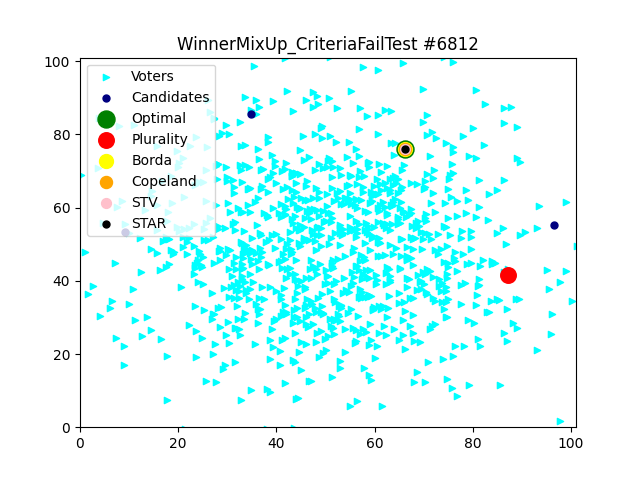 WinnerMixUp_CriteriaFailTest #6812
100
80
60
40
20
0
Voters
Candidates
Optimal
Plurality
Borda
Copeland
STV
STAR
0
20
40
60
80
100